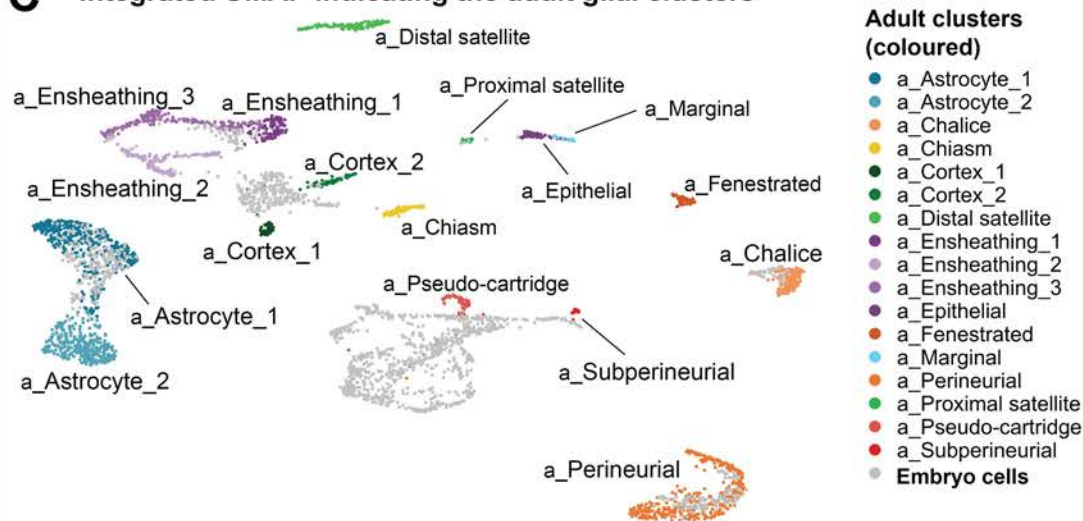 a_Distal satellite
a_Ensheathing_3
a_Ensheathing_1
a_Proximal satellite
a_Marginal
a_Cortex_2
a_Ensheathing_2
a_Epithelial
a_Fenestrated
a_Chiasm
a_Cortex_1
a_Chalice
a_Pseudo-cartridge
a_Astrocyte_1
a_Subperineurial
a_Astrocyte_2
a_Perineurial
Adult clusters
(coloured)
a_Astrocyte_1
a_Astrocyte_2
a_Chalice
a_Chiasm
a_Cortex_1
a_Cortex_2
a_Distal satellite
a_Ensheathing_1
a_Ensheathing_2
a_Ensheathing_3
a_Epithelial
a_Fenestrated
a_Marginal
a_Perineurial
a_Proximal satellite
a_Pseudo-cartridge
a_Subperineurial
Embryo cells